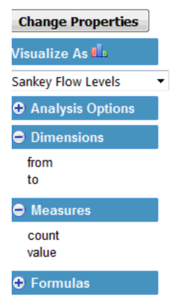 Change Properties
Visualize As
Sankey Flow Levels
Analysis Options
Dimensions
from
to
Measures
count
value
Formulas